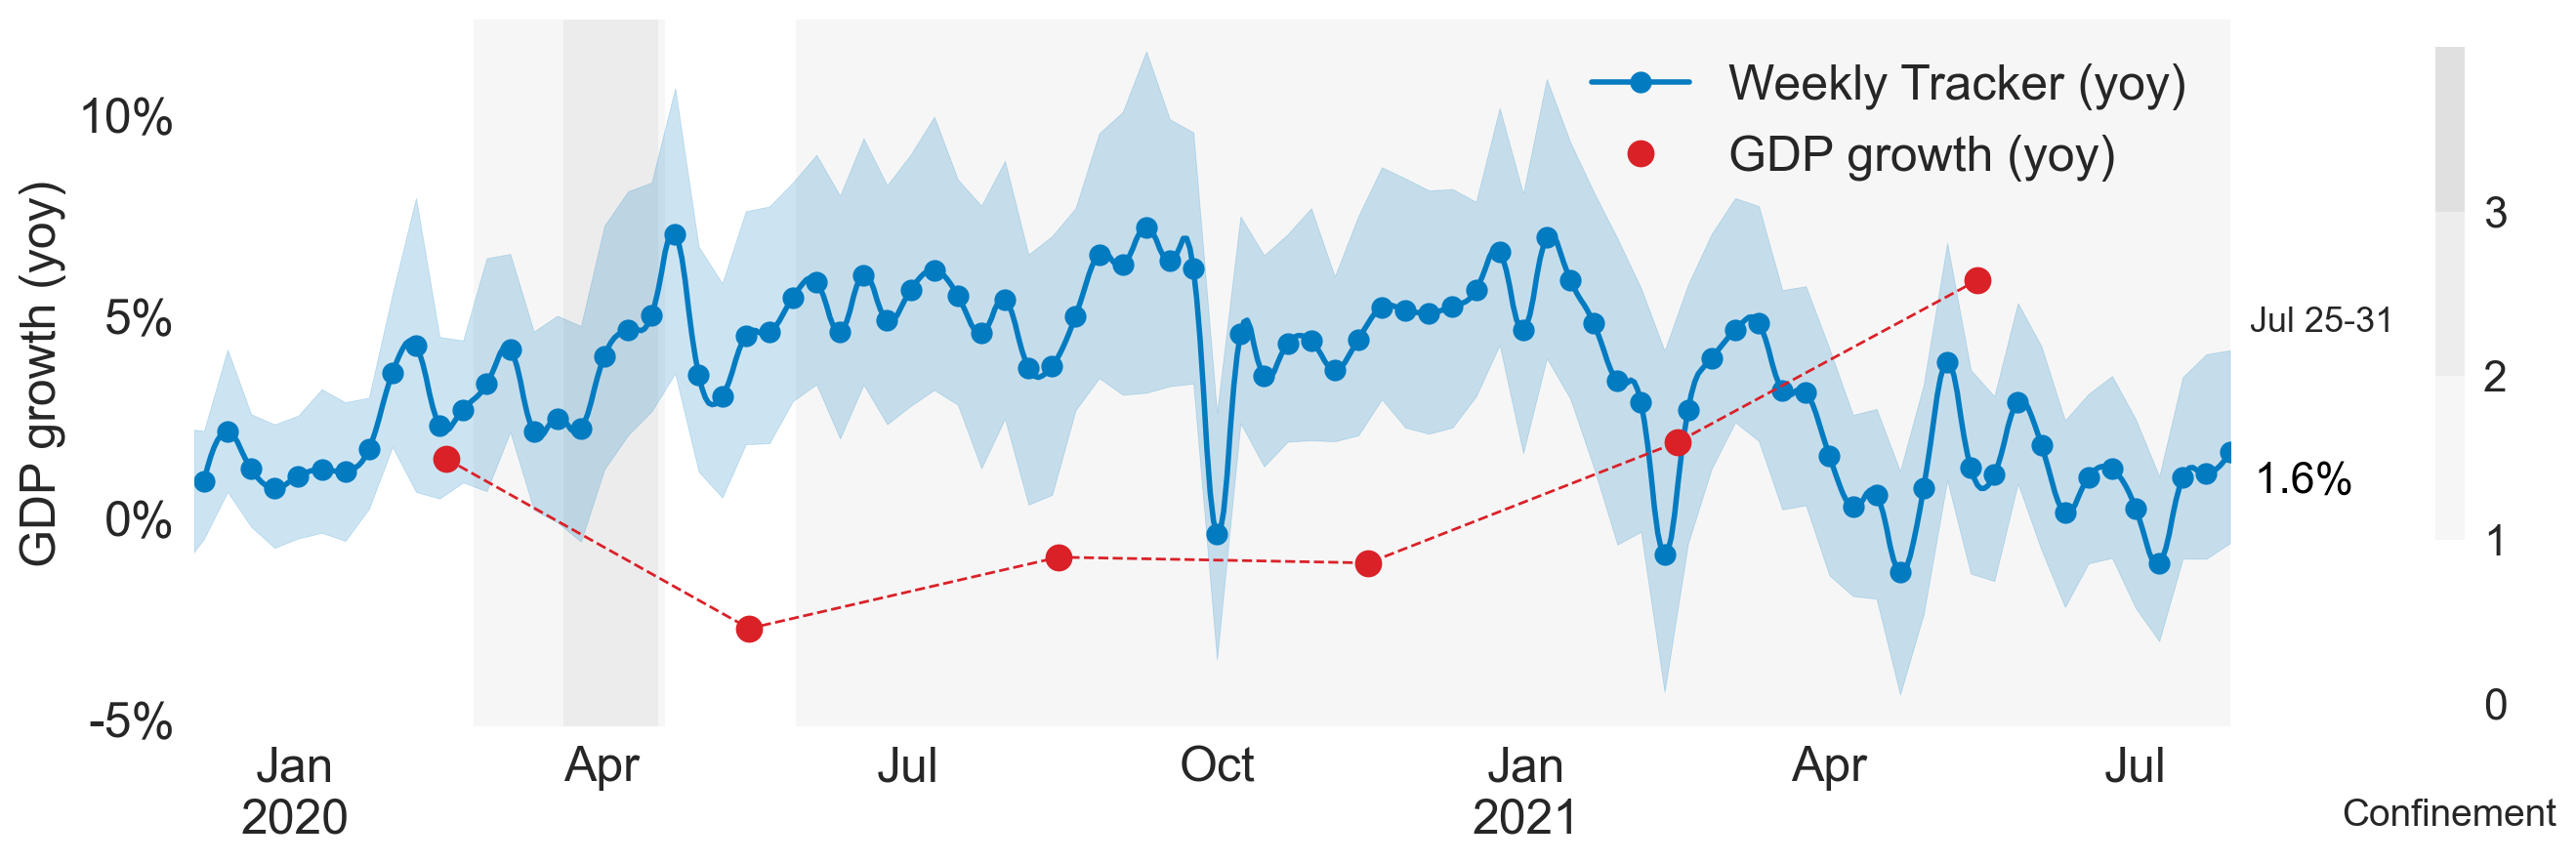 GDP growth (yoy)
10%
5%
0%
-5%
Weekly Tracker (yoy)
GDP growth (yoy)
Jul 25-31
1.6%
3
2
1
0
Jan
2020
Apr
Jul
Oct
Jan
2021
Apr
Jul
Confinement